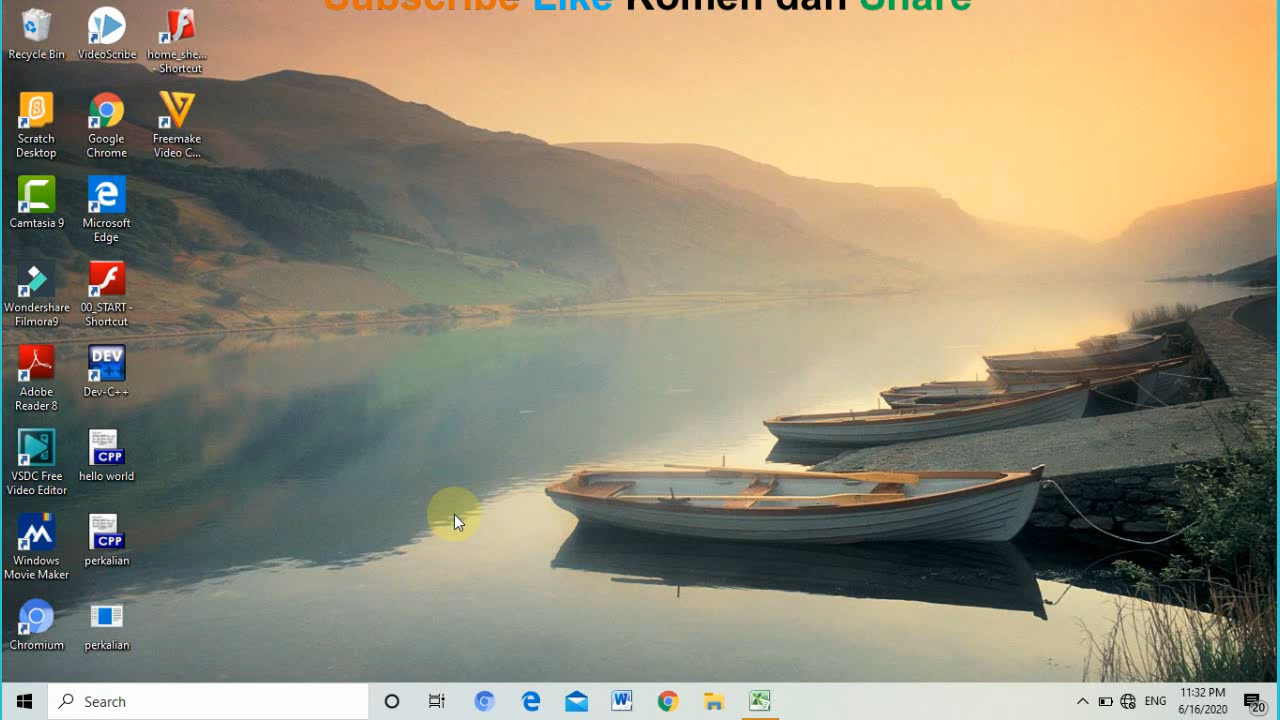 Subscribe Like Komen dan Share
Recycle Bin
VideoScribe
home_she...
- Shortcut
Scratch
Desktop
Google
Chrome
Freemake
Video C...
Camtasia 9
Microsoft
Edge
Wondershare
Filmora9
00_START -
Shortcut
Adobe
Reader 8
DEV
Dev-C++
VSDC Free
Video Editor
CPP
hello world
Windows
Movie Maker
CPP
perkalian
Chromium
perkalian
Search
ENG
11:32 PM
6/16/2020
20